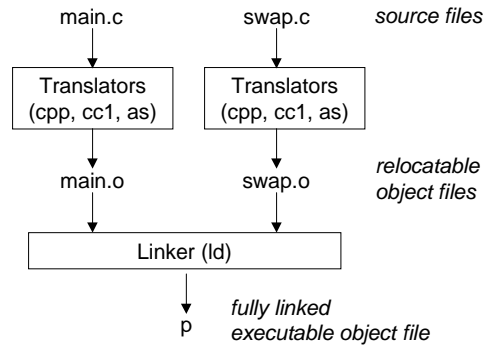 main.c swap.c source files
Translators Translators
(cpp, cc1, as) (cpp, cc1, as)
relocatable
main.o swap.o object files
Linker (ld)
fully linked
p executable object file